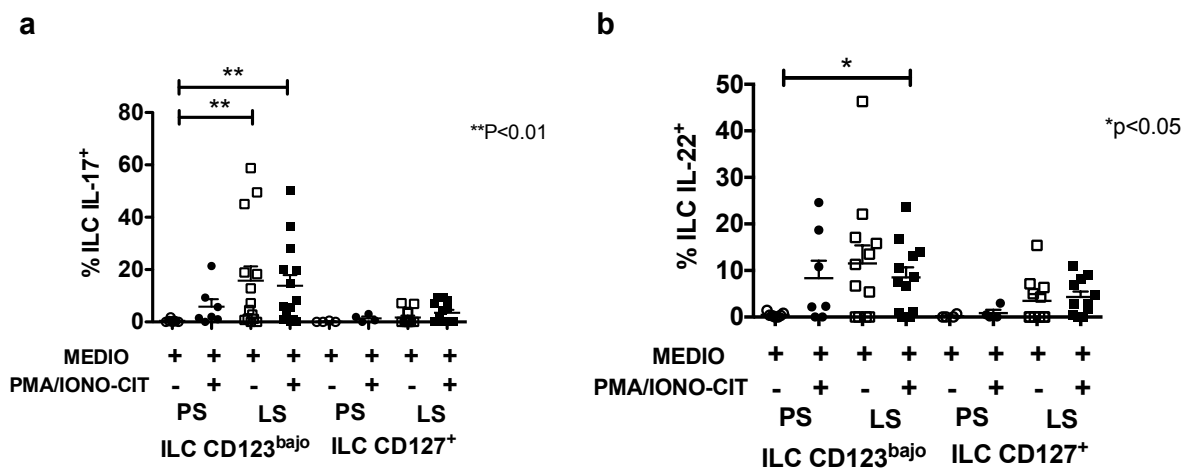 a
**
**
80
60
40
20
0
% ILC IL-17⁺
**P<0.01
MEDIO + + + + + + + +
PMA/IONO-CIT - + - + - + - +
PS LS PS LS
ILC CD123ᵇᵃʲᵒ ILC CD127⁺
b
*
50
40
30
20
10
0
% ILC IL-22⁺
*p<0.05
MEDIO + + + + + + + +
PMA/IONO-CIT - + - + - + - +
PS LS PS LS
ILC CD123ᵇᵃʲᵒ ILC CD127⁺